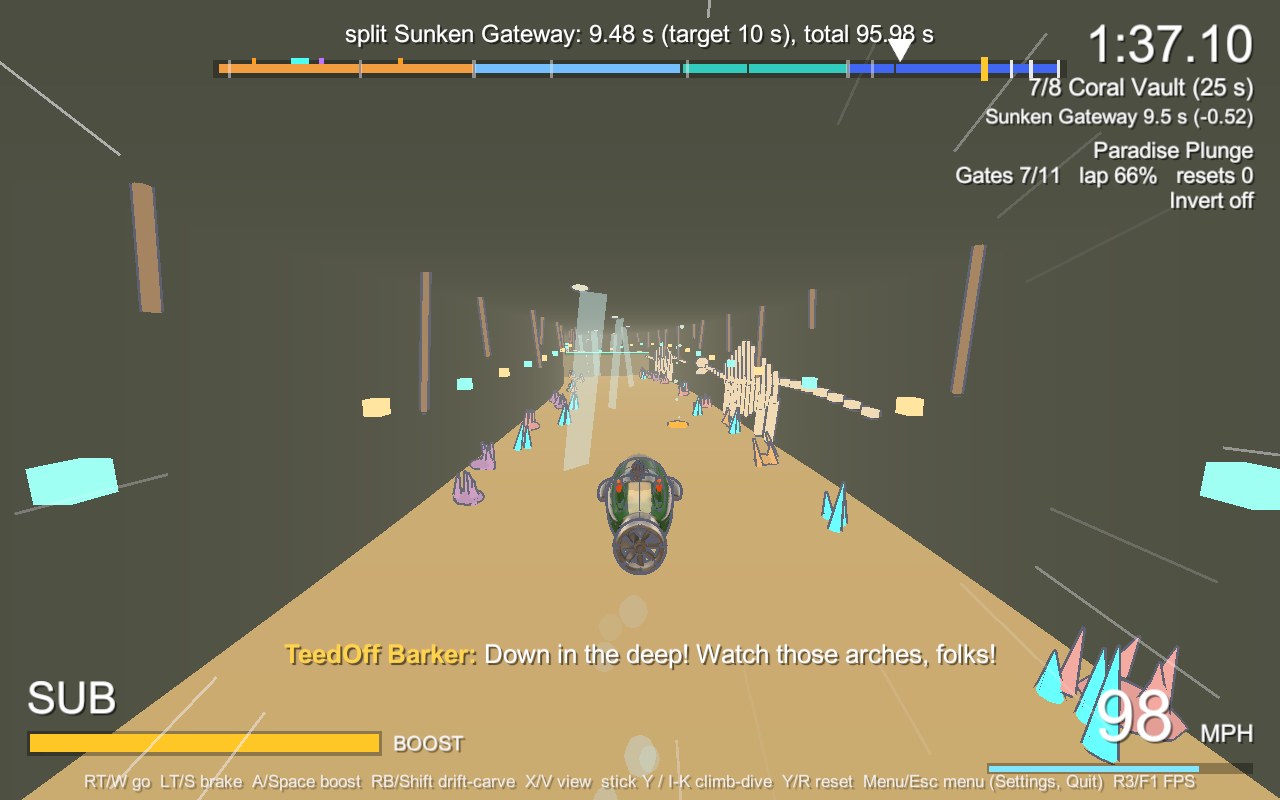 split Sunken Gateway: 9.48 s (target 10 s), total 95.98 s
1:37.10
7/8 Coral Vault (25 s)
Sunken Gateway 9.5 s (-0.52)
Paradise Plunge
Gates 7/11 lap 66% resets 0
Invert off
TeedOff Barker: Down in the deep! Watch those arches, folks!
SUB
BOOST
98 MPH
RT/W go LT/S brake A/Space boost RB/Shift drift-carve X/V view stick Y / I-K climb-dive Y/R reset Menu/Esc menu (Settings, Quit) R3/F1 FPS